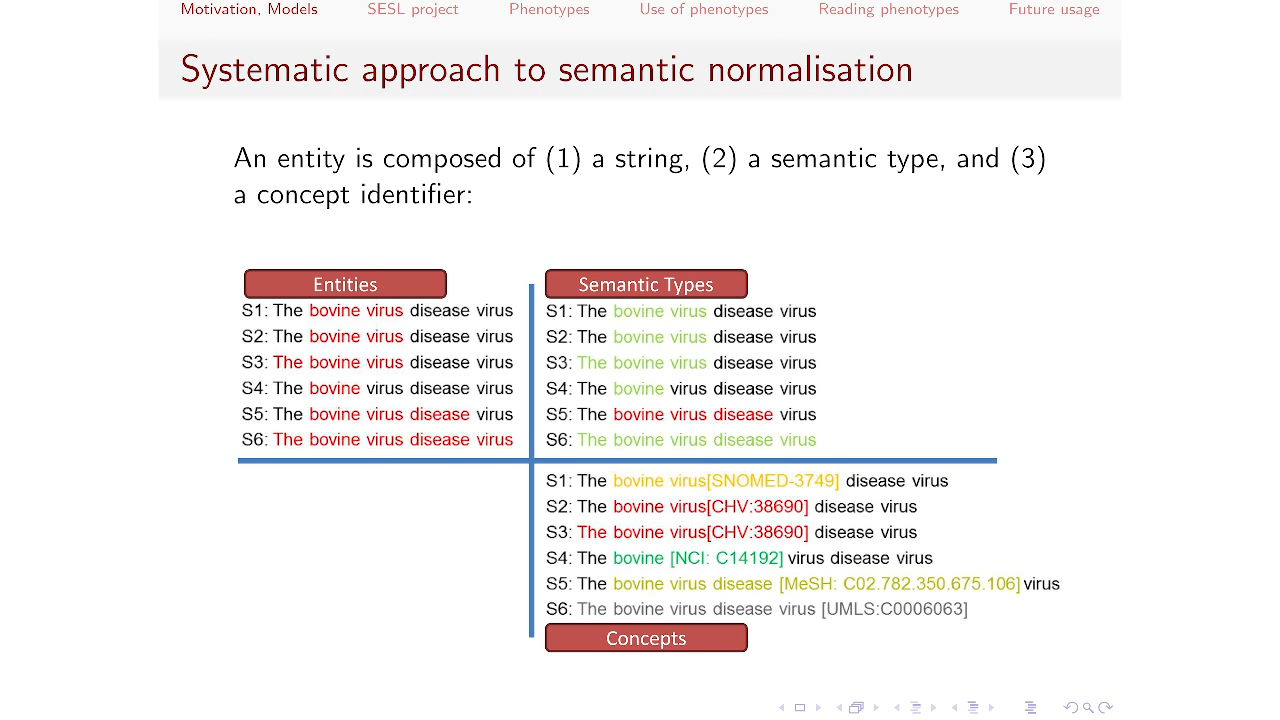 Motivation, Models SESL project Phenotypes Use of phenotypes Reading phenotypes Future usage
Systematic approach to semantic normalisation
An entity is composed of (1) a string, (2) a semantic type, and (3)
a concept identifier:
Entities
S1: The bovine virus disease virus
S2: The bovine virus disease virus
S3: The bovine virus disease virus
S4: The bovine virus disease virus
S5: The bovine virus disease virus
S6: The bovine virus disease virus
Semantic Types
S1: The bovine virus disease virus
S2: The bovine virus disease virus
S3: The bovine virus disease virus
S4: The bovine virus disease virus
S5: The bovine virus disease virus
S6: The bovine virus disease virus
S1: The bovine virus[SNOMED-3749] disease virus
S2: The bovine virus[CHV:38690] disease virus
S3: The bovine virus[CHV:38690] disease virus
S4: The bovine [NCI: C14192] virus disease virus
S5: The bovine virus disease [MeSH: C02.782.350.675.106] virus
S6: The bovine virus disease virus [UMLS:C0006063]
Concepts